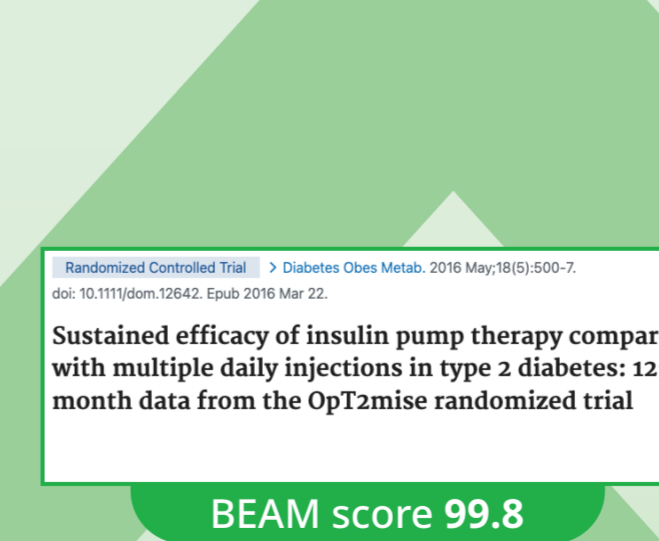 Randomized Controlled Trial > Diabetes Obes Metab. 2016 May;18(5):500-7.
doi: 10.1111/dom.12642. Epub 2016 Mar 22.
Sustained efficacy of insulin pump therapy compar
with multiple daily injections in type 2 diabetes: 12
month data from the OpT2mise randomized trial
BEAM score 99.8